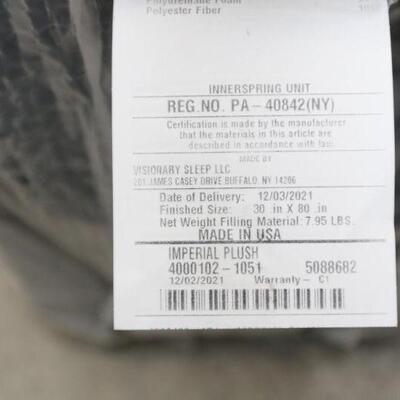 Polyurethane Foam
Polyester Fiber
INNERSPRING UNIT
REG.NO. PA-40842(NY)
Certification is made by the manufacturer
that the materials in this article are
described in accordance with law
MADE BY
VISIONARY SLEEP LLC
201 JAMES CASEY DRIVE BUFFALO, NY 14206
Date of Delivery: 12/03/2021
Finished Size: 30 in X 80 in
Net Weight Filling Material: 7.95 LBS.
MADE IN USA
IMPERIAL PLUSH
4000102-1051 5088682
12/02/2021 Warranty- C1